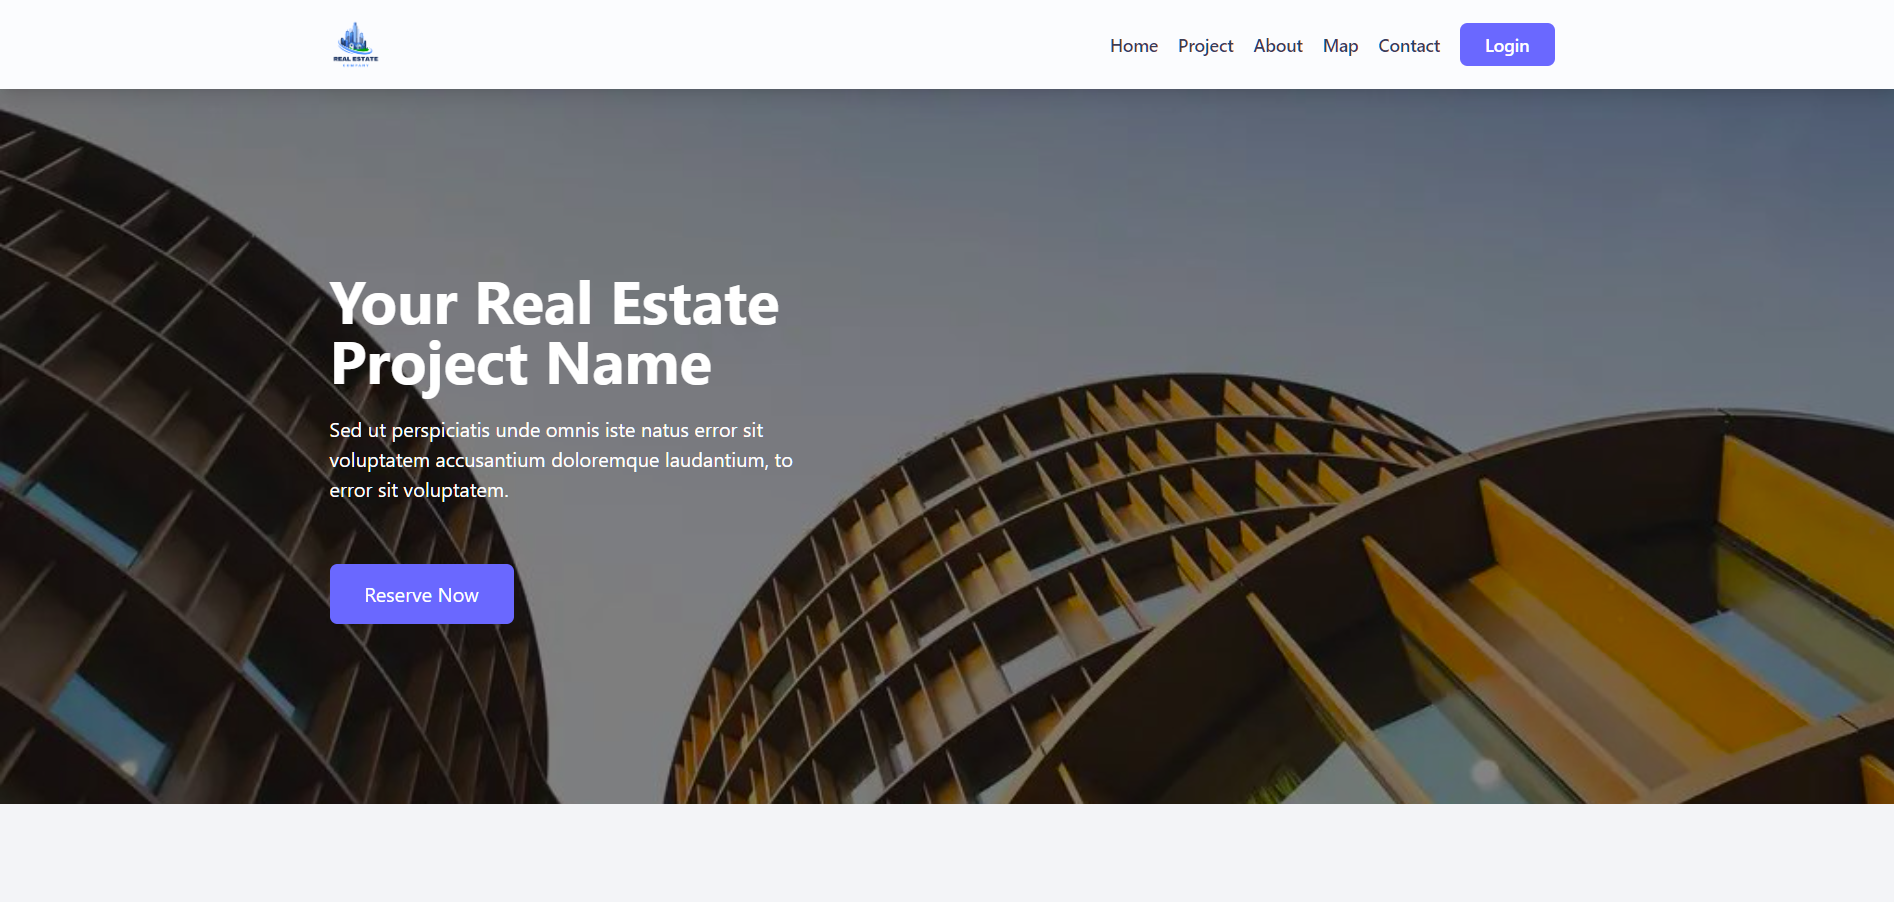 REAL ESTATE
COMPANY
Home Project About Map Contact Login
Your Real Estate
Project Name
Sed ut perspiciatis unde omnis iste natus error sit
voluptatem accusantium doloremque laudantium, to
error sit voluptatem.
Reserve Now